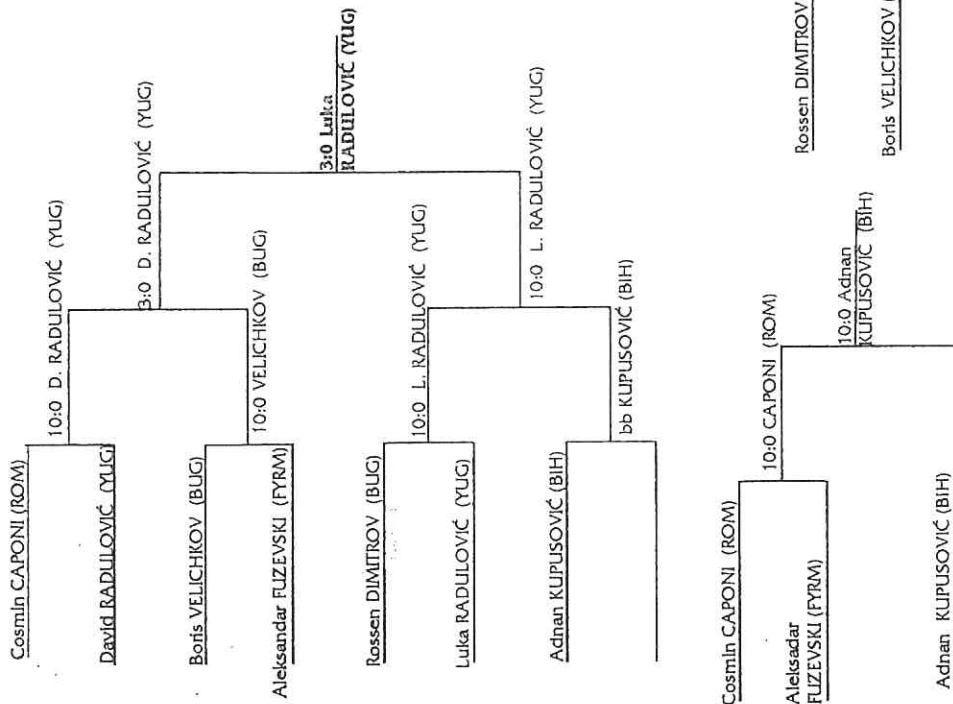 Cosmin CAPONI (ROM)
David RADULOVIĆ (YUG)
Boris VELICHKOV (BUG)
Aleksandar FUZEVSKI (FYRM)
Rossen DIMITROV (BUG)
Luka RADULOVIĆ (YUG)
Adnan KUPUSOVIĆ (BIH)
10:0 D. RADULOVIĆ (YUG)
10:0 VELICHKOV (BUG)
10:0 L. RADULOVIĆ (YUG)
bb KUPUSOVIĆ (BIH)
3:0 D. RADULOVIĆ (YUG)
10:0 L. RADULOVIĆ (YUG)
3:0 Luka
RADULOVIĆ (YUG)
Cosmin CAPONI (ROM)
Aleksadar
FUZEVSKI (FYRM)
Adnan KUPUSOVIĆ (BIH)
10:0 CAPONI (ROM)
10:0 Adnan
KUPUSOVIĆ (BIH)
Rossen DIMITROV
Boris VELICHKOV (